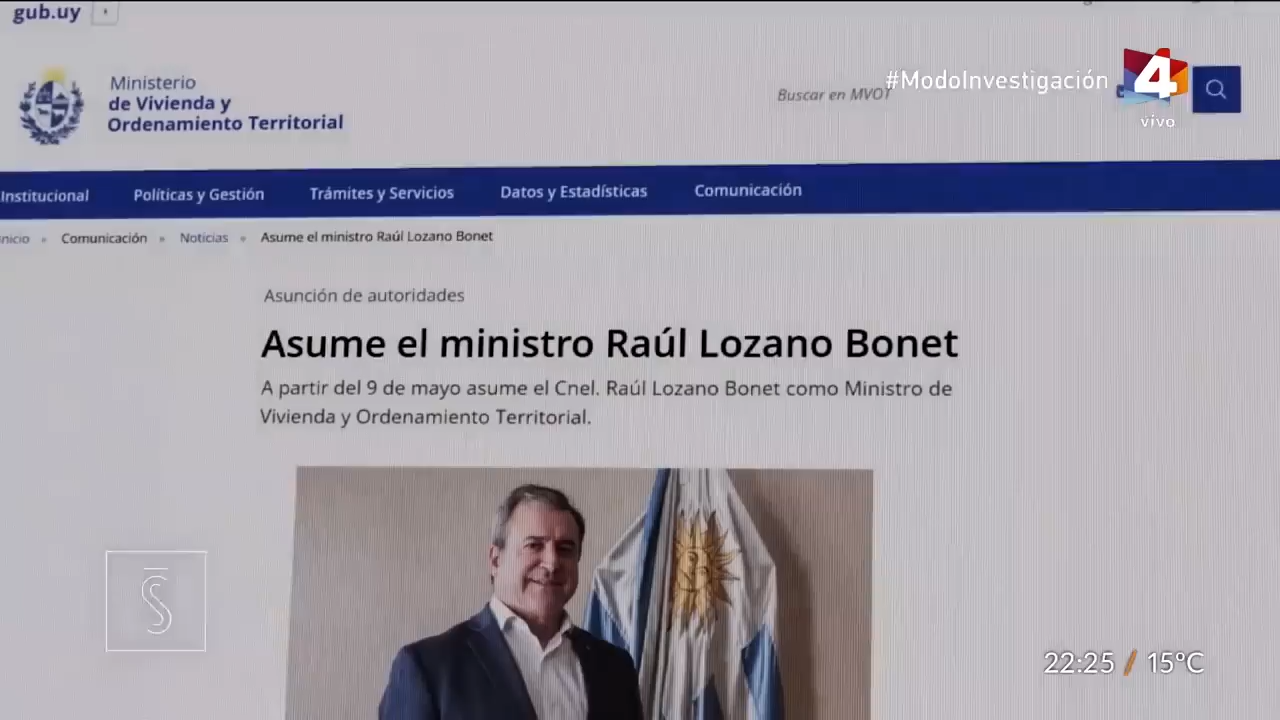 gub.uy
Ministerio
de Vivienda y
Ordenamiento Territorial
Buscar en MVOT
#ModoInvestigación
4
vivo
Institucional
Políticas y Gestión
Trámites y Servicios
Datos y Estadísticas
Comunicación
Inicio » Comunicación » Noticias » Asume el ministro Raúl Lozano Bonet
Asunción de autoridades
Asume el ministro Raúl Lozano Bonet
A partir del 9 de mayo asume el Cnel. Raúl Lozano Bonet como Ministro de
Vivienda y Ordenamiento Territorial.
S
22:25 / 15°C